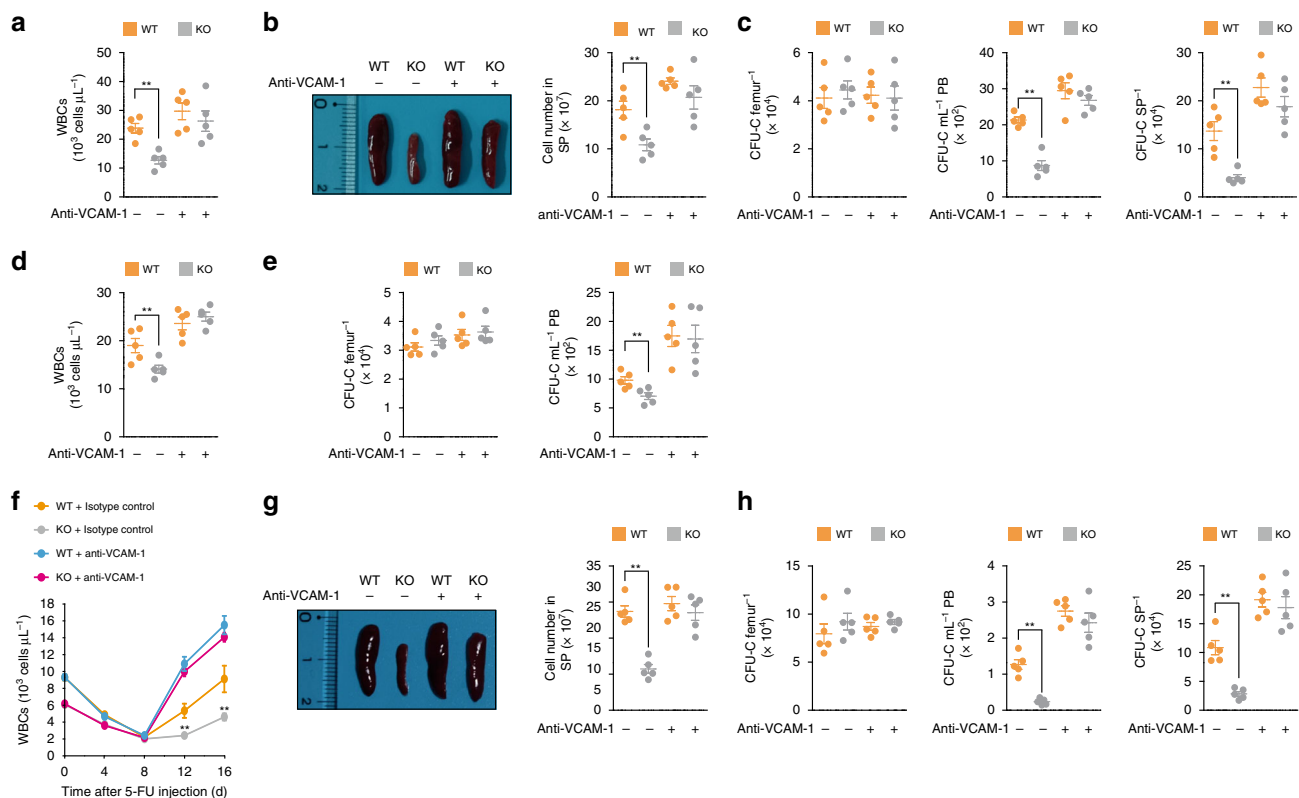 a
WT
KO
WBCs
(10³ cells µL⁻¹)
50
40
30
20
10
0
**
Anti-VCAM-1 – – + +
b
WT KO WT KO
Anti-VCAM-1 – – + +
0
1
2
WT
KO
Cell number in
SP (× 10⁷)
30
20
10
0
**
anti-VCAM-1 – – + +
c
WT
KO
CFU-C femur⁻¹
(× 10⁴)
8
6
4
2
0
Anti-VCAM-1 – – + +
WT
KO
CFU-C mL⁻¹ PB
(× 10²)
40
30
20
10
0
**
Anti-VCAM-1 – – + +
WT
KO
CFU-C SP⁻¹
(× 10⁴)
30
20
10
0
**
Anti-VCAM-1 – – + +
d
WT
KO
WBCs
(10³ cells µL⁻¹)
30
20
10
0
**
Anti-VCAM-1 – – + +
e
WT
KO
CFU-C femur⁻¹
(× 10⁴)
5
4
3
2
0
Anti-VCAM-1 – – + +
WT
KO
CFU-C mL⁻¹ PB
(× 10²)
25
20
15
10
5
0
**
Anti-VCAM-1 – – + +
f
WT + Isotype control
KO + Isotype control
WT + anti-VCAM-1
KO + anti-VCAM-1
WBCs (10³ cells µL⁻¹)
18
16
14
12
10
8
6
4
2
0
** **
0 4 8 12 16
Time after 5-FU injection (d)
g
WT KO WT KO
Anti-VCAM-1 – – + +
0
1
2
WT
KO
Cell number in
SP (× 10⁷)
35
25
15
10
0
**
Anti-VCAM-1 – – + +
h
WT
KO
CFU-C femur⁻¹
(× 10⁴)
15
10
5
0
Anti-VCAM-1 – – + +
WT
KO
CFU-C mL⁻¹ PB
(× 10²)
4
3
2
1
0
**
Anti-VCAM-1 – – + +
WT
KO
CFU-C SP⁻¹
(× 10⁴)
25
20
15
10
5
0
**
Anti-VCAM-1 – – + +